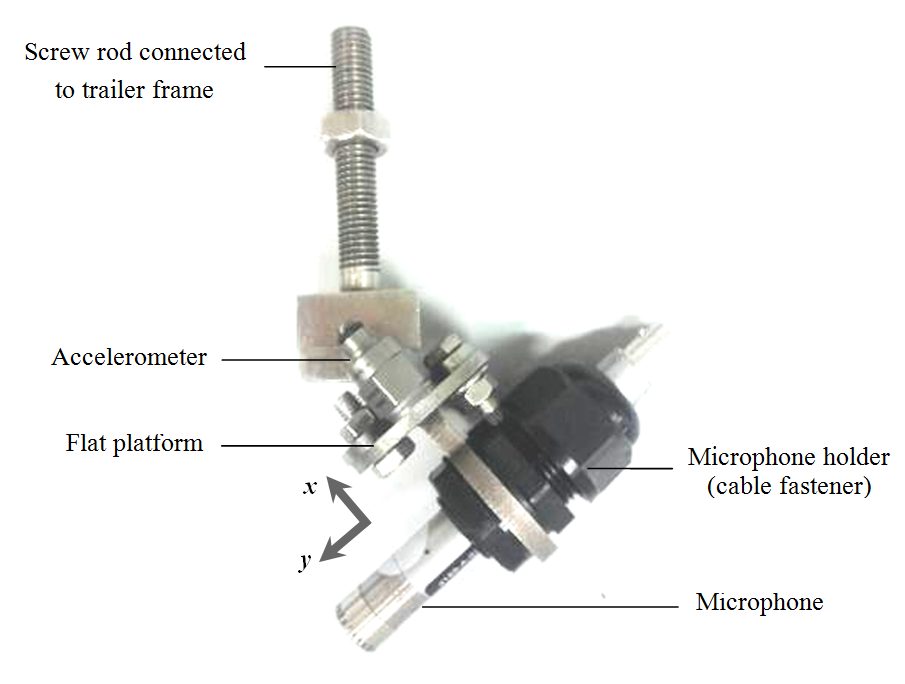 Screw rod connected
to trailer frame
Accelerometer
Flat platform
x
y
Microphone holder
(cable fastener)
Microphone